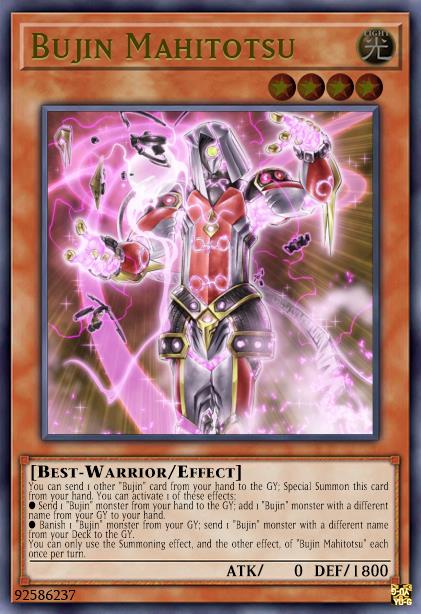 BUJIN MAHITOTSU
LIGHT
光
[BEST-WARRIOR/EFFECT]
You can send 1 other "Bujin" card from your hand to the GY; Special Summon this card
from your hand. You can activate 1 of these effects;
● Send 1 "Bujin" monster from your hand to the GY; add 1 "Bujin" monster with a different
name from your GY to your hand.
● Banish 1 "Bujin" monster from your GY; send 1 "Bujin" monster with a different name
from your Deck to the GY.
You can only use the Summoning effect, and the other effect, of "Bujin Mahitotsu" each
once per turn.
ATK/ 0 DEF/1800
92586237